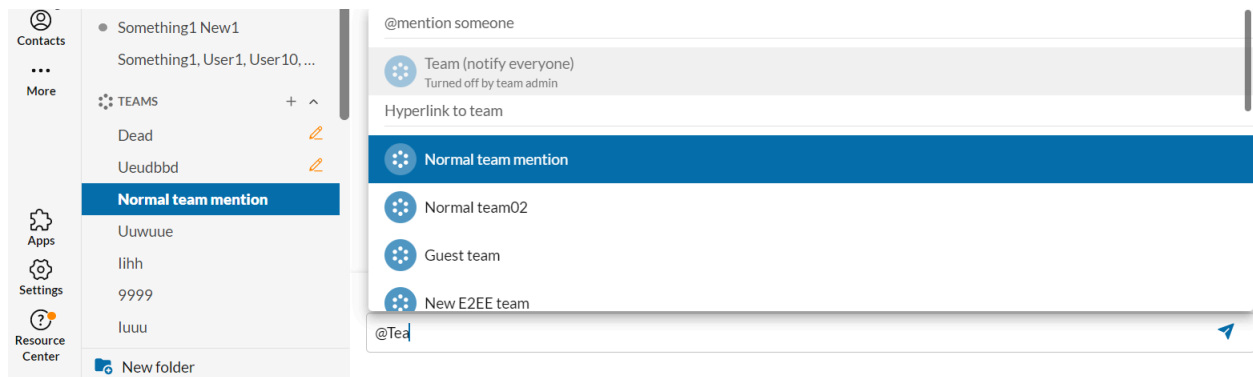 Contacts
More
Apps
Settings
Resource
Center
Something1 New1
Something1, User1, User10, ...
TEAMS
Dead
Ueudbbd
Normal team mention
Uuwuue
Iihh
9999
Iuuu
New folder
@mention someone
Team (notify everyone)
Turned off by team admin
Hyperlink to team
Normal team mention
Normal team02
Guest team
New E2EE team
@Tea